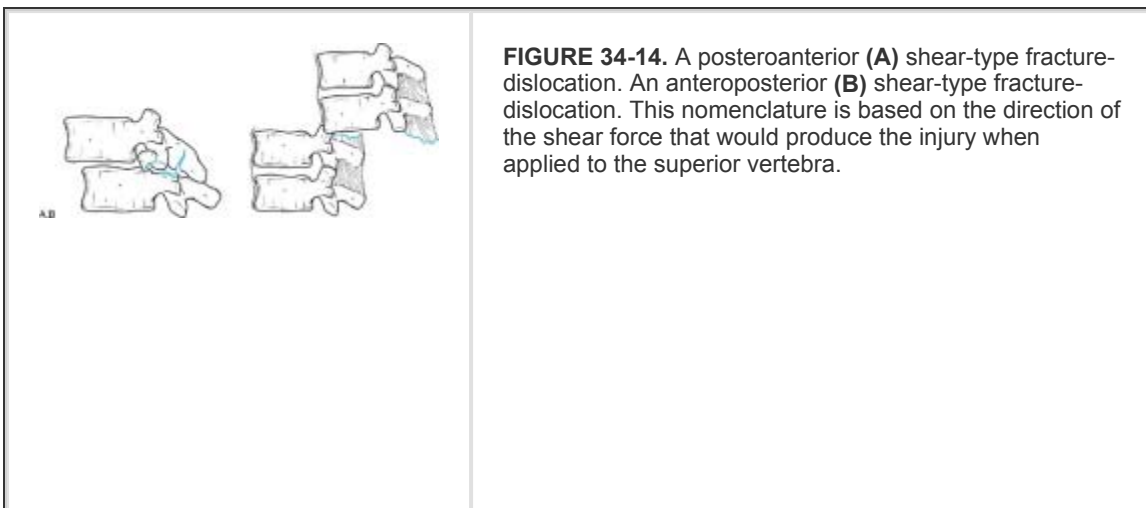 FIGURE 34-14. A posteroanterior (A) shear-type fracture-
dislocation. An anteroposterior (B) shear-type fracture-
dislocation. This nomenclature is based on the direction of
the shear force that would produce the injury when
applied to the superior vertebra.
A,B